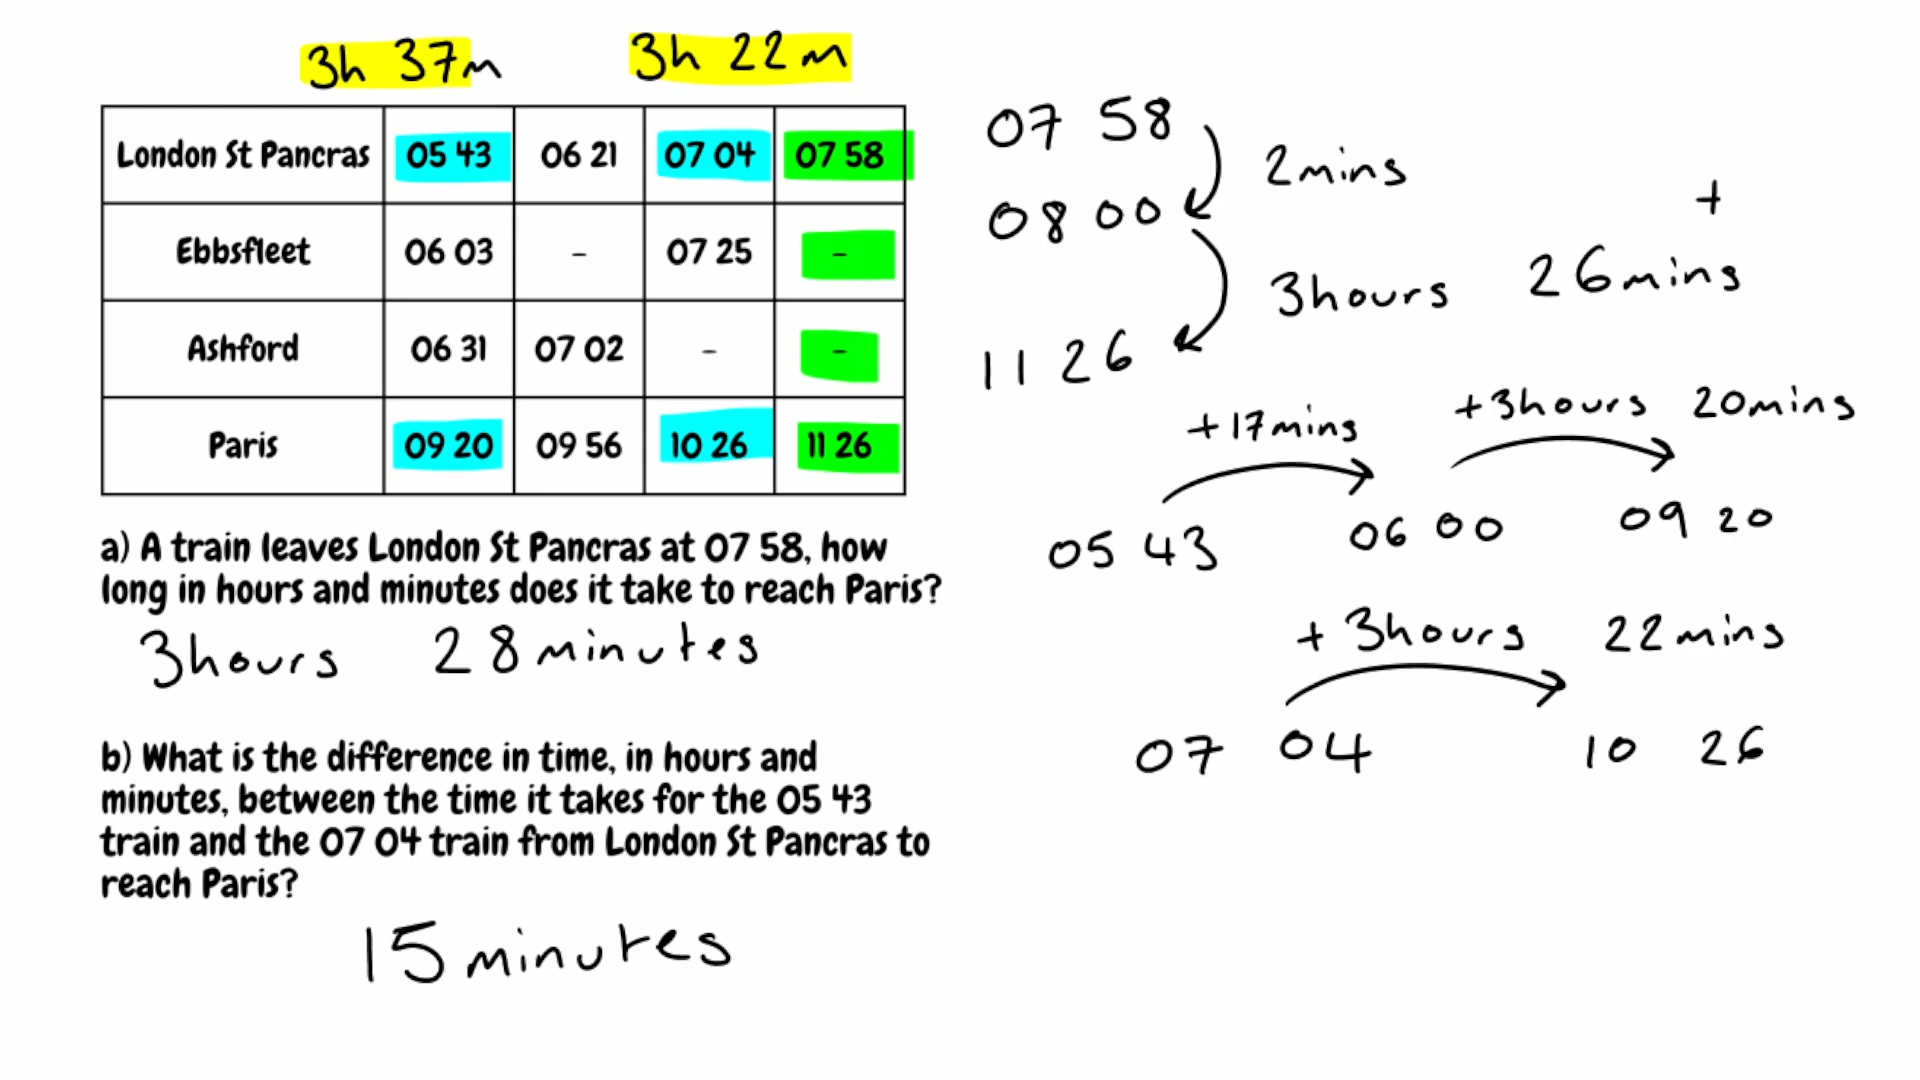 3h 37m 3h 22m
London St Pancras 05 43 06 21 07 04 07 58
Ebbsfleet 06 03 - 07 25 -
Ashford 06 31 07 02 - -
Paris 09 20 09 56 10 26 11 26
a) A train leaves London St Pancras at 07 58, how
long in hours and minutes does it take to reach Paris?
3hours 28minutes
b) What is the difference in time, in hours and
minutes, between the time it takes for the 05 43
train and the 07 04 train from London St Pancras to
reach Paris?
15minutes
07 58
2mins
+
08 00
3hours 26mins
11 26
+17mins +3hours 20mins
05 43 06 00 09 20
+ 3hours 22mins
07 04 10 26